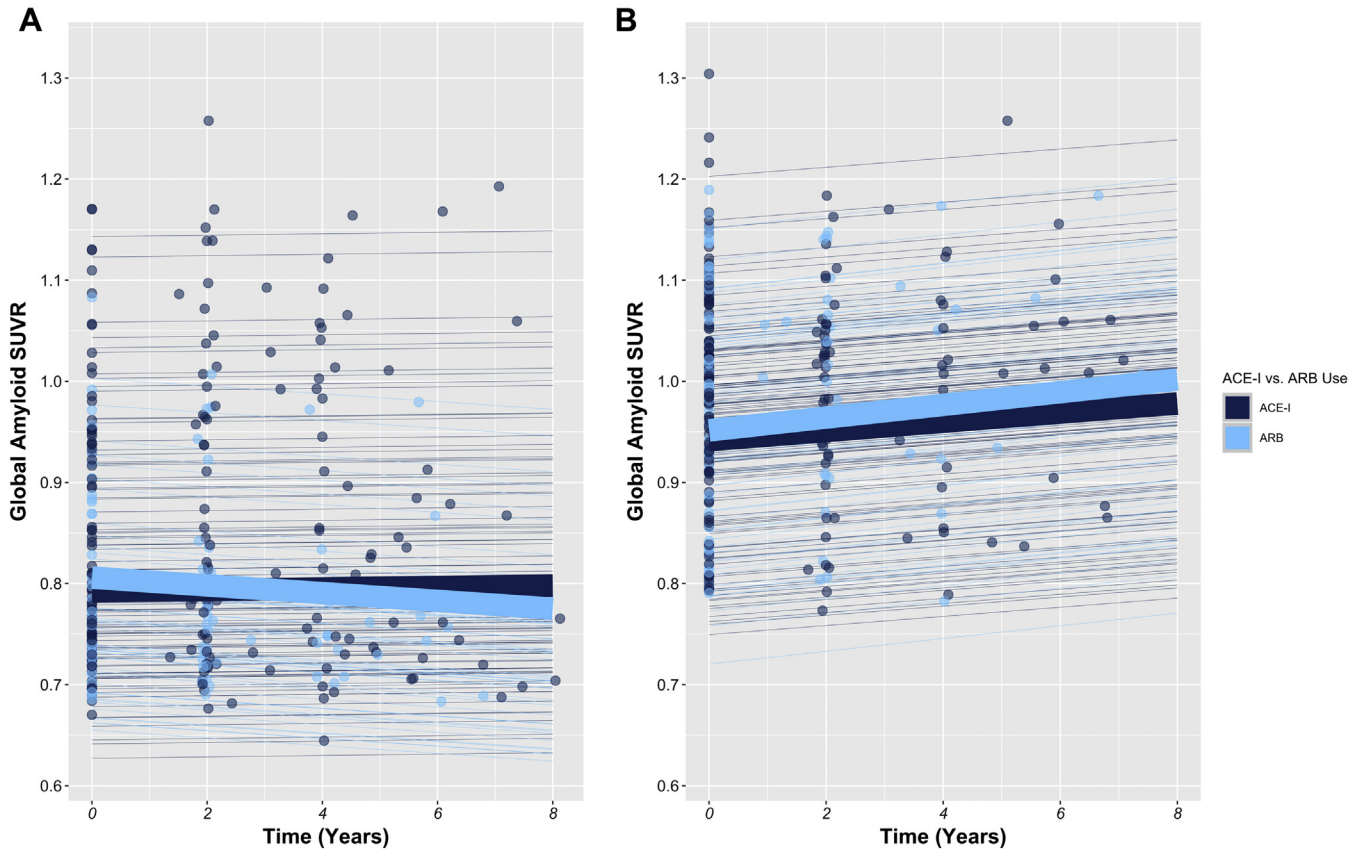 A
Global Amyloid SUVR
1.3
1.2
1.1
1.0
0.9
0.8
0.7
0.6
0 2 4 6 8
Time (Years)
B
Global Amyloid SUVR
1.3
1.2
1.1
1.0
0.9
0.8
0.7
0.6
0 2 4 6 8
Time (Years)
ACE-I vs. ARB Use
ACE-I
ARB